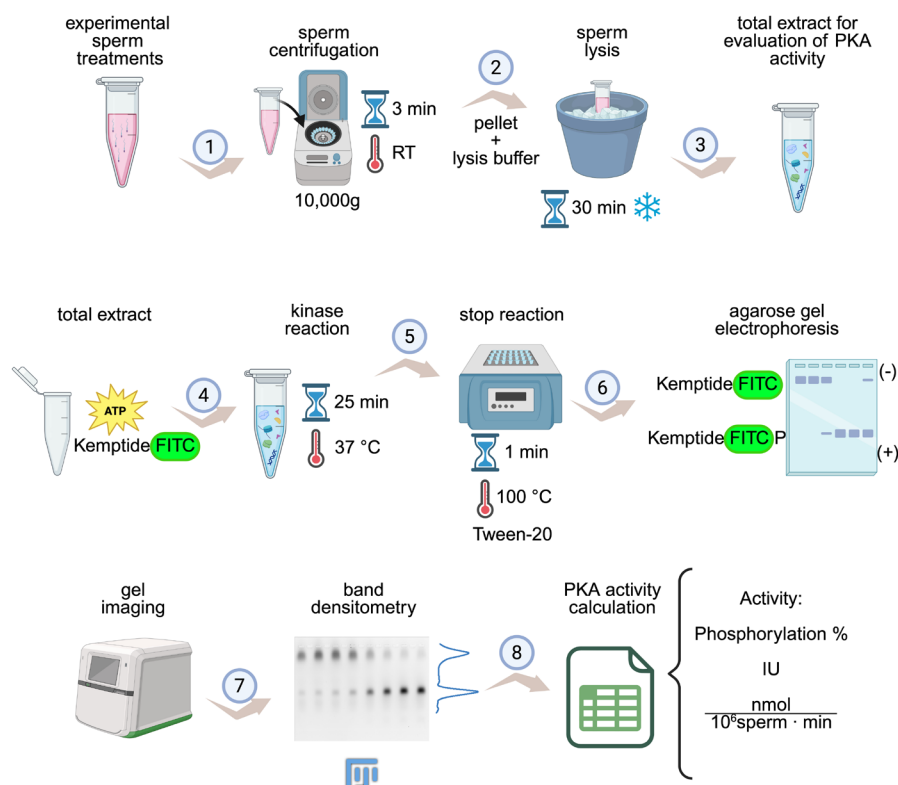 experimental
sperm
treatments
1
sperm
centrifugation
3 min
RT
10,000g
2
pellet
+
lysis buffer
sperm
lysis
30 min
3
total extract for
evaluation of PKA
activity
total extract
ATP
Kemptide FITC
4
kinase
reaction
25 min
37 °C
5
stop reaction
1 min
100 °C
Tween-20
6
agarose gel
electrophoresis
Kemptide FITC
(-)
Kemptide FITC P
(+)
gel
imaging
7
band
densitometry
8
PKA activity
calculation
Activity:
Phosphorylation %
IU
nmol
10⁶sperm · min